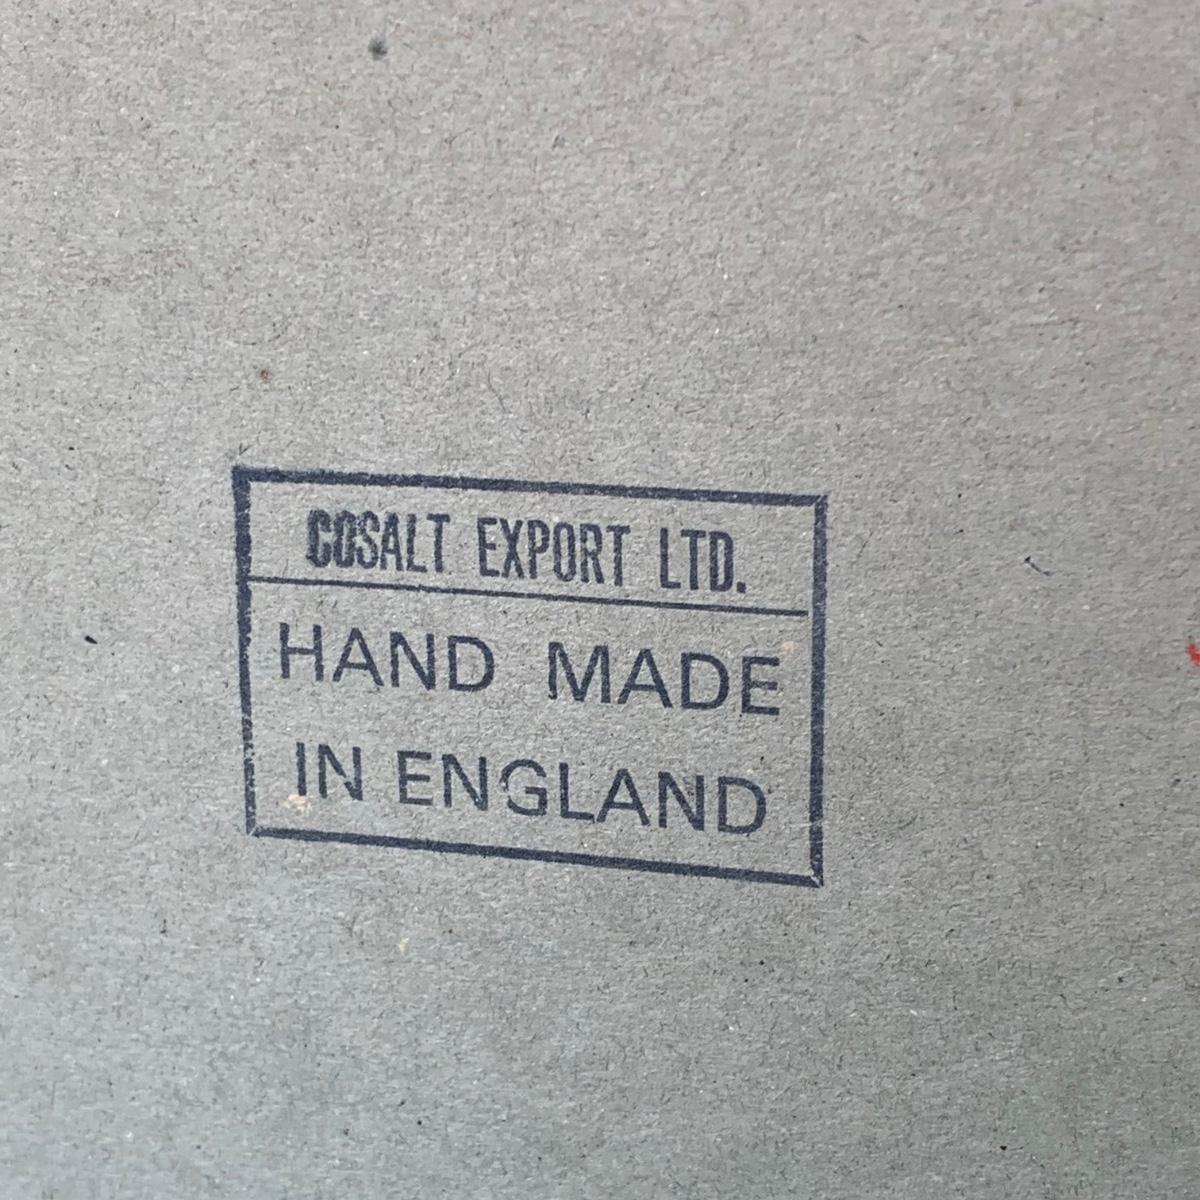 COSALT EXPORT LTD.
HAND MADE
IN ENGLAND